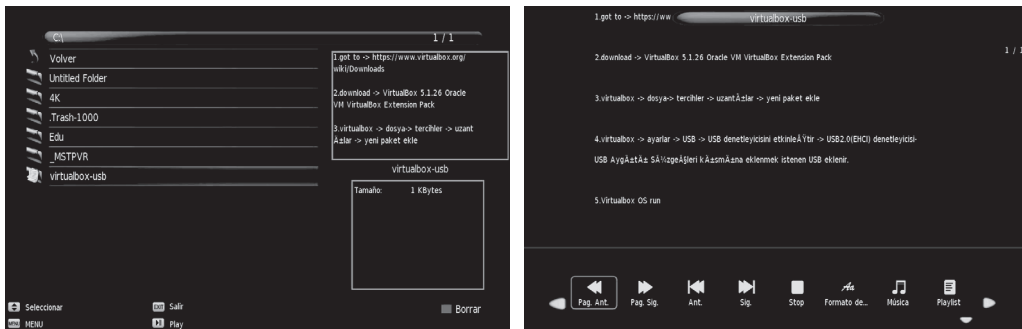 C:\ 1 / 1
Volver
Untitled Folder
4K
.Trash-1000
Edu
_MSTPVR
virtualbox-usb
1.got to -> https://www.virtualbox.org/
wiki/Downloads
2.download -> VirtualBox 5.1.26 Oracle
VM VirtualBox Extension Pack
3.virtualbox -> dosya-> tercihler -> uzant
Ä±lar -> yeni paket ekle
virtualbox-usb
Tamaño: 1 KBytes
Seleccionar
EXIT Salir
Borrar
MENU MENU
Play
1.got to -> https://ww
virtualbox-usb
1 / 1
2.download -> VirtualBox 5.1.26 Oracle VM VirtualBox Extension Pack
3.virtualbox -> dosya-> tercihler -> uzantÄ±lar -> yeni paket ekle
4.virtualbox -> ayarlar -> USB -> USB denetleyicisini etkinleÅŸtir -> USB2.0(EHCI) denetleyicisi-
USB AygÄ±tÄ± SÃ¼zgeÃ§leri kÄ±smÄ±na eklenmek istenen USB eklenir.
5.Virtualbox OS run
Pag. Ant.
Pag. Sig.
Ant.
Sig.
Stop
Aa
Formato de...
Música
Playlist